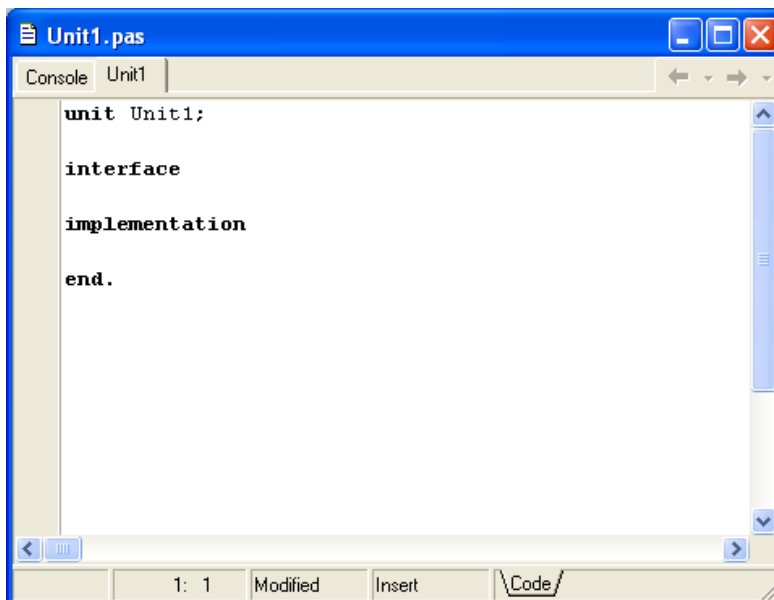 Unit1.pas
Console Unit1
unit Unit1;
interface
implementation
end.
1: 1 Modified Insert \Code/